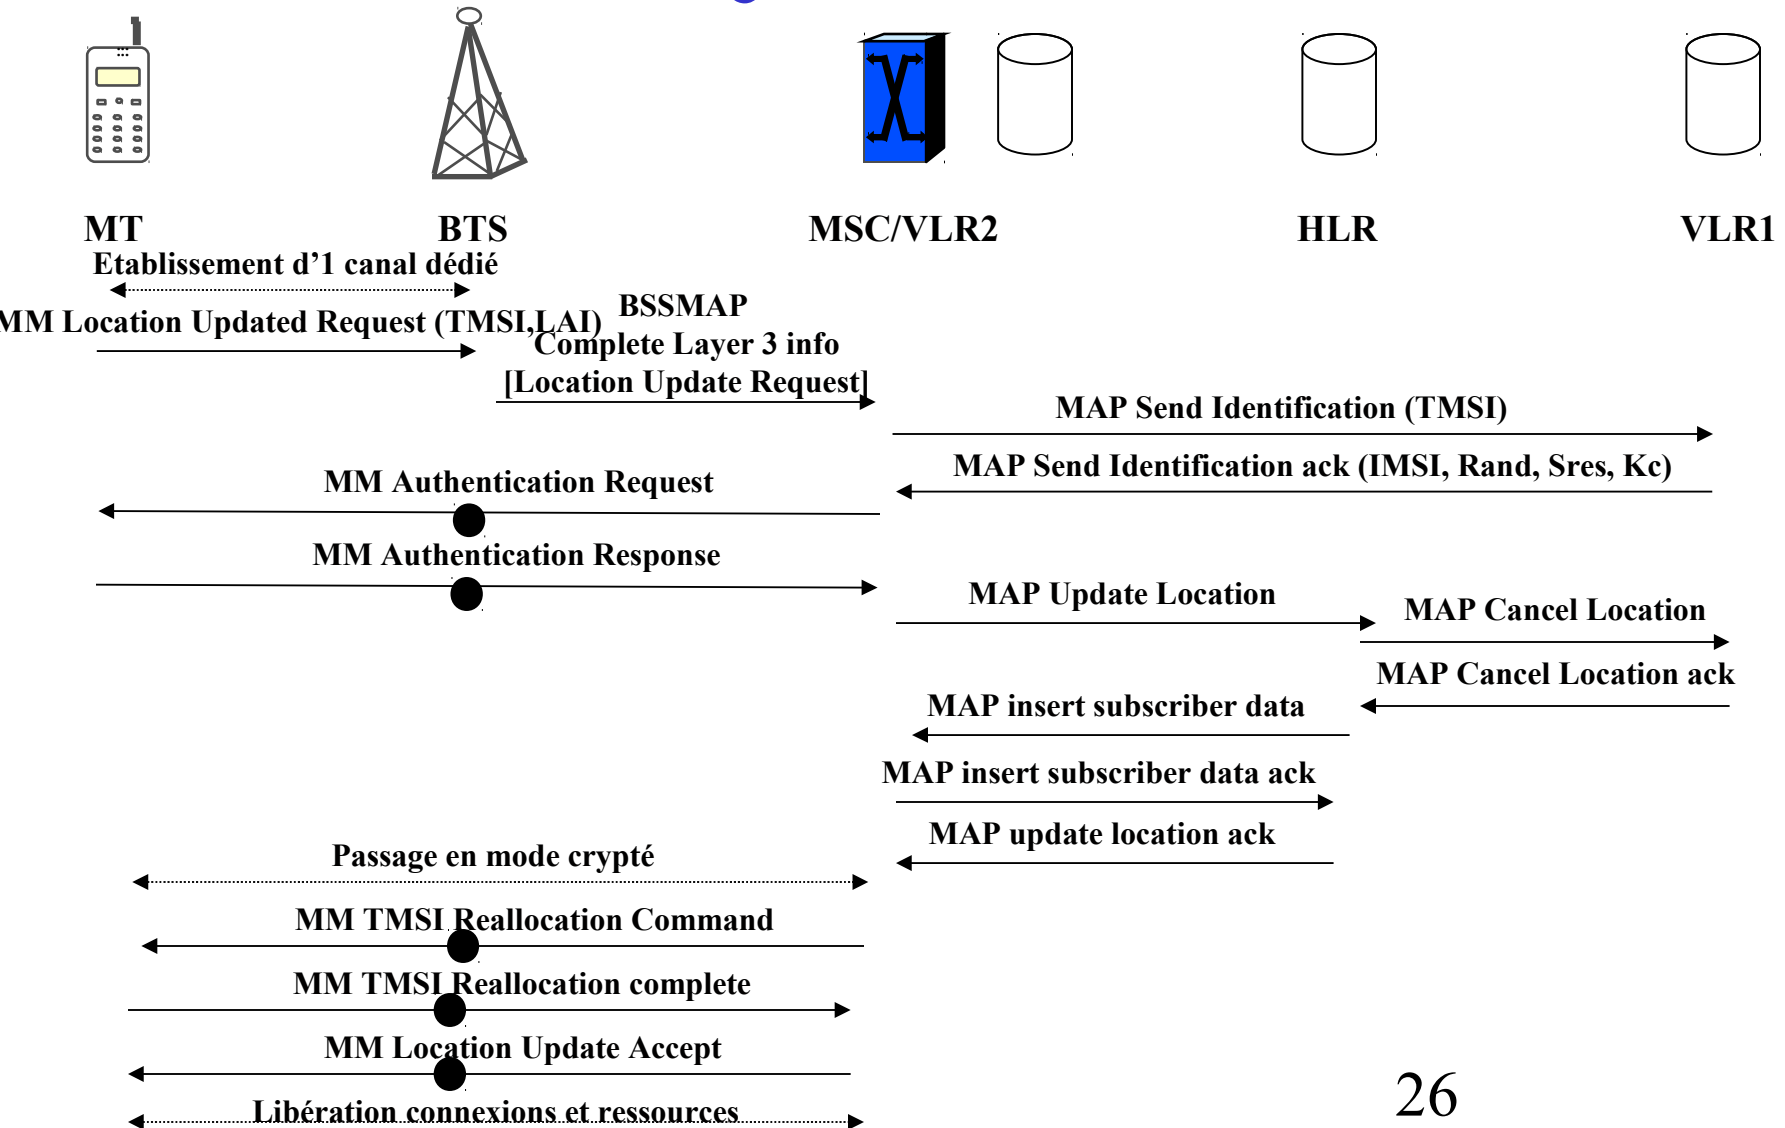 MT BTS MSC/VLR2 HLR VLR1
Etablissement d’1 canal dédié
MM Location Updated Request (TMSI,LAI)
BSSMAP
Complete Layer 3 info
[Location Update Request]
MAP Send Identification (TMSI)
MAP Send Identification ack (IMSI, Rand, Sres, Kc)
MM Authentication Request
MM Authentication Response
MAP Update Location
MAP Cancel Location
MAP Cancel Location ack
MAP insert subscriber data
MAP insert subscriber data ack
MAP update location ack
Passage en mode crypté
MM TMSI Reallocation Command
MM TMSI Reallocation complete
MM Location Update Accept
Libération connexions et ressources
26